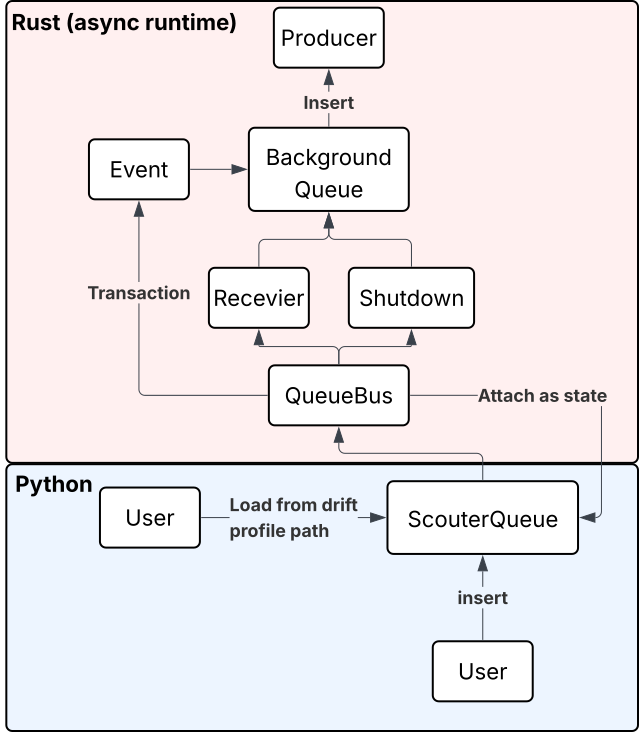 Rust (async runtime)
Producer
Insert
Event
Background
Queue
Transaction
Recevier
Shutdown
QueueBus
Attach as state
Python
User
Load from drift
profile path
ScouterQueue
insert
User